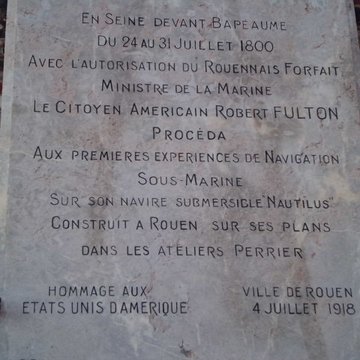 En Seine devant Bapeaume
Du 24 au 31 Juillet 1800
Avec l'autorisation du Rouennais Forfait
Ministre de la Marine
Le Citoyen Americain Robert FULTON
Procéda
Aux premieres experiences de Navigation
Sous-Marine
Sur son navire submersible "Nautilus"
Construit a Rouen sur ses plans
dans les ateliers Perrier
HOMMAGE AUX
ETATS UNIS D'AMERIQUE
VILLE DE ROUEN
4 JUILLET 1918